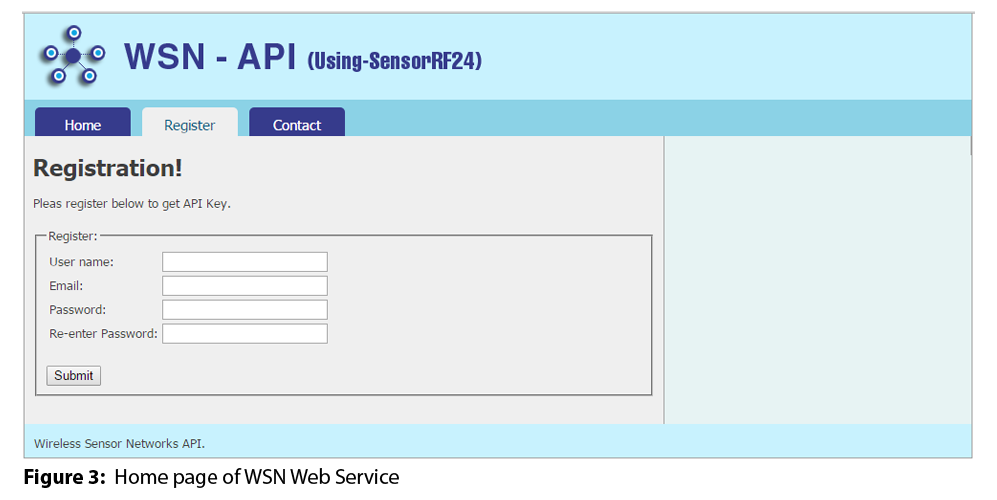 WSN - API (Using-SensorRF24)
Home Register Contact
Registration!
Pleas register below to get API Key.
Register:
User name:
Email:
Password:
Re-enter Password:
Submit
Wireless Sensor Networks API.
Figure 3: Home page of WSN Web Service